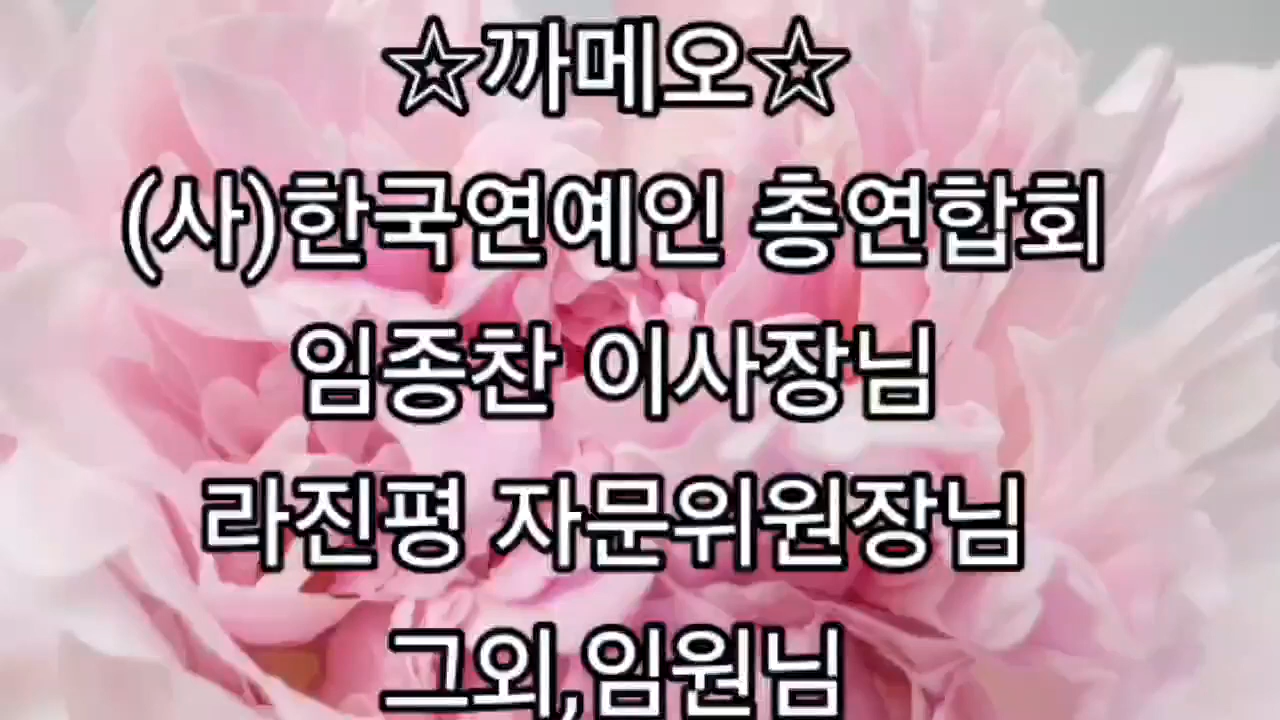 ☆까메오☆
(사)한국연예인 총연합회
임종찬 이사장님
라진평 자문위원장님
그외,임원님